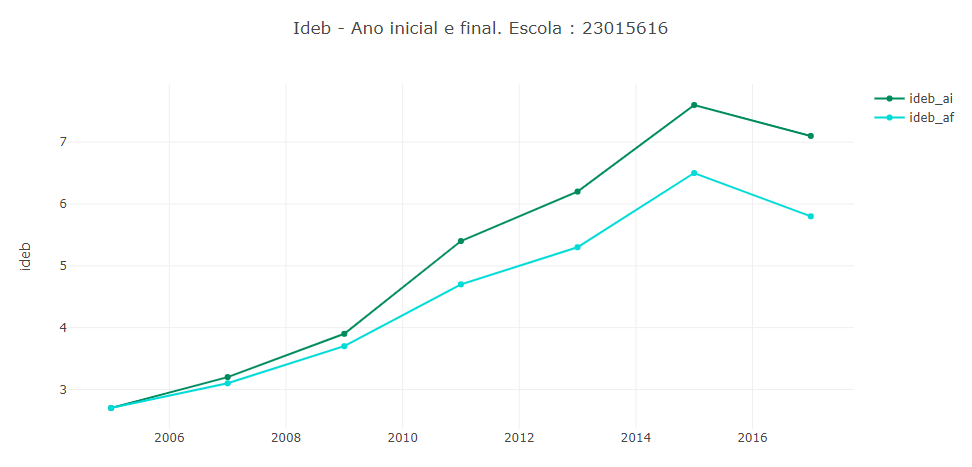 Ideb - Ano inicial e final. Escola : 23015616
ideb_ai
ideb_af
7
6
5
4
3
ideb
2006 2008 2010 2012 2014 2016